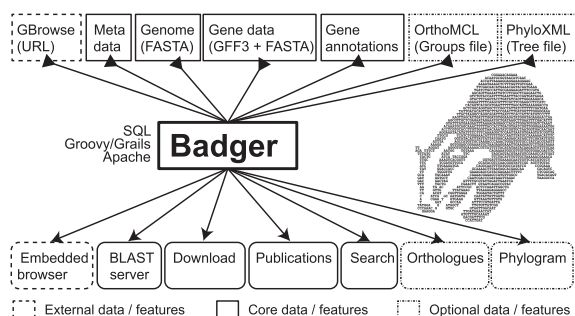 GBrowse
(URL)
Meta
data
Genome
(FASTA)
Gene data
(GFF3 + FASTA)
Gene
annotations
OrthoMCL
(Groups file)
PhyloXML
(Tree file)
SQL
Groovy/Grails
Apache
Badger
Embedded
browser
BLAST
server
Download
Publications
Search
Orthologues
Phylogram
External data / features
Core data / features
Optional data / features